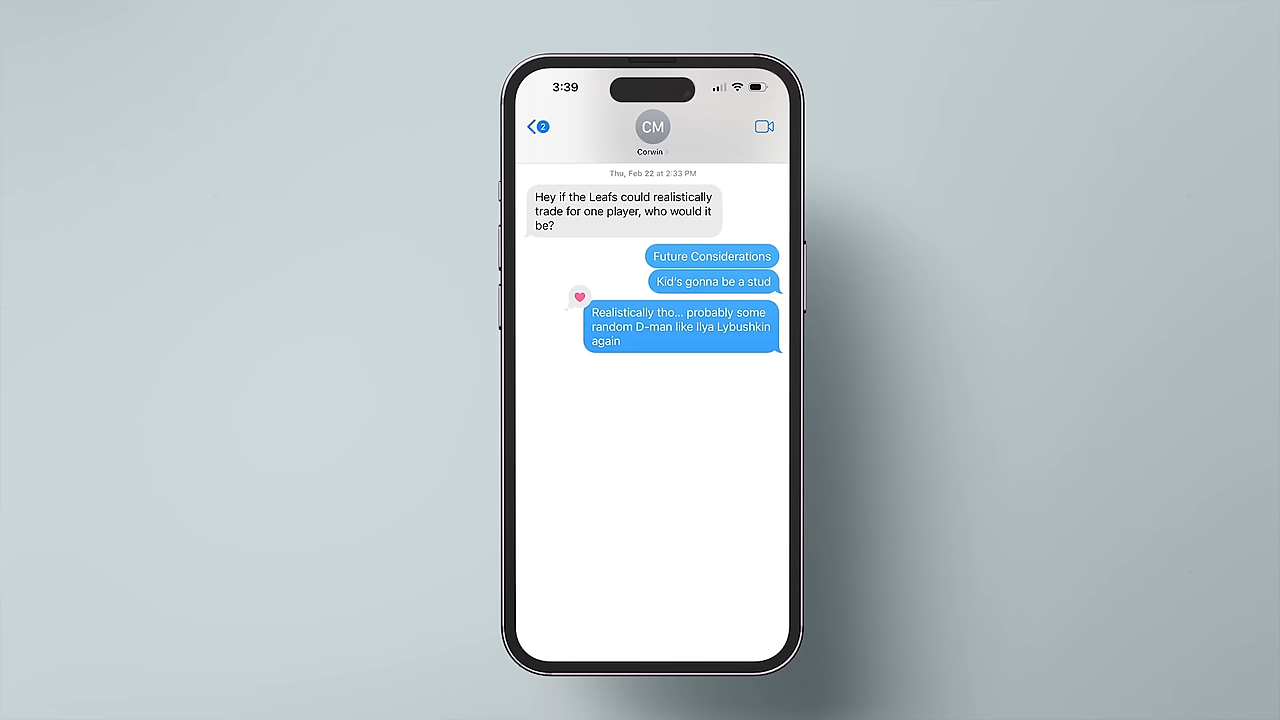 3:39
2
CM
Corwin
Thu, Feb 22 at 2:33 PM
Hey if the Leafs could realistically
trade for one player, who would it
be?
Future Considerations
Kid's gonna be a stud
Realistically tho... probably some
random D-man like Ilya Lybushkin
again